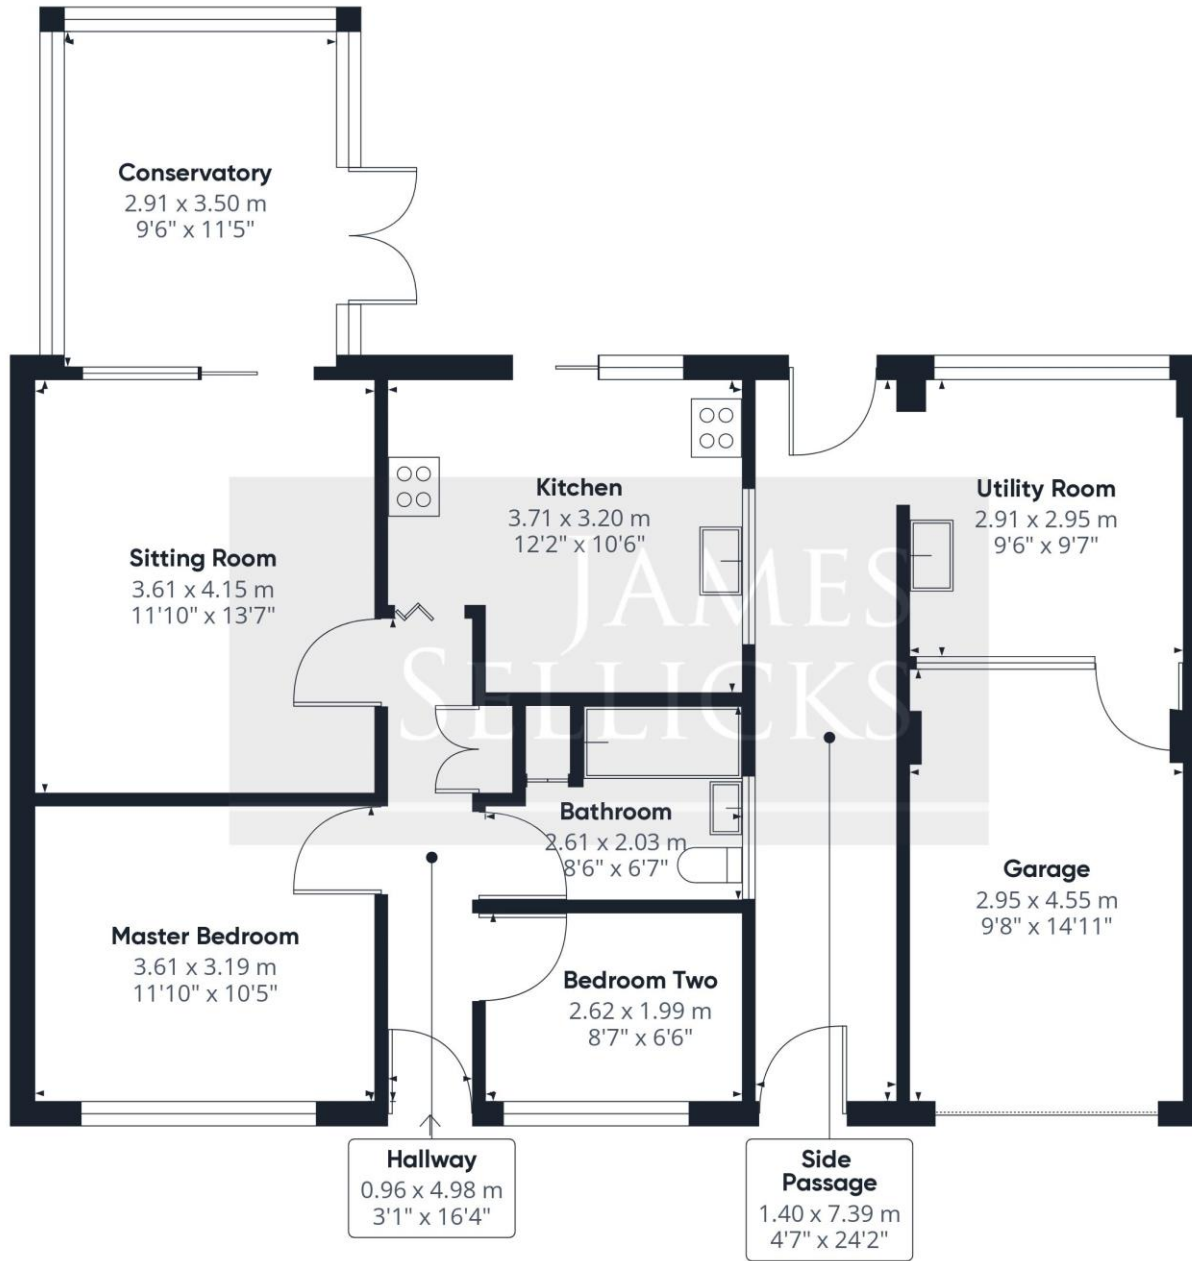 Conservatory
2.91 x 3.50 m
9'6" x 11'5"
Kitchen
3.71 x 3.20 m
12'2" x 10'6"
Utility Room
2.91 x 2.95 m
9'6" x 9'7"
Sitting Room
3.61 x 4.15 m
11'10" x 13'7"
JAMES
SELLICKS
Bathroom
2.61 x 2.03 m
8'6" x 6'7"
Garage
2.95 x 4.55 m
9'8" x 14'11"
Master Bedroom
3.61 x 3.19 m
11'10" x 10'5"
Bedroom Two
2.62 x 1.99 m
8'7" x 6'6"
Hallway
0.96 x 4.98 m
3'1" x 16'4"
Side
Passage
1.40 x 7.39 m
4'7" x 24'2"